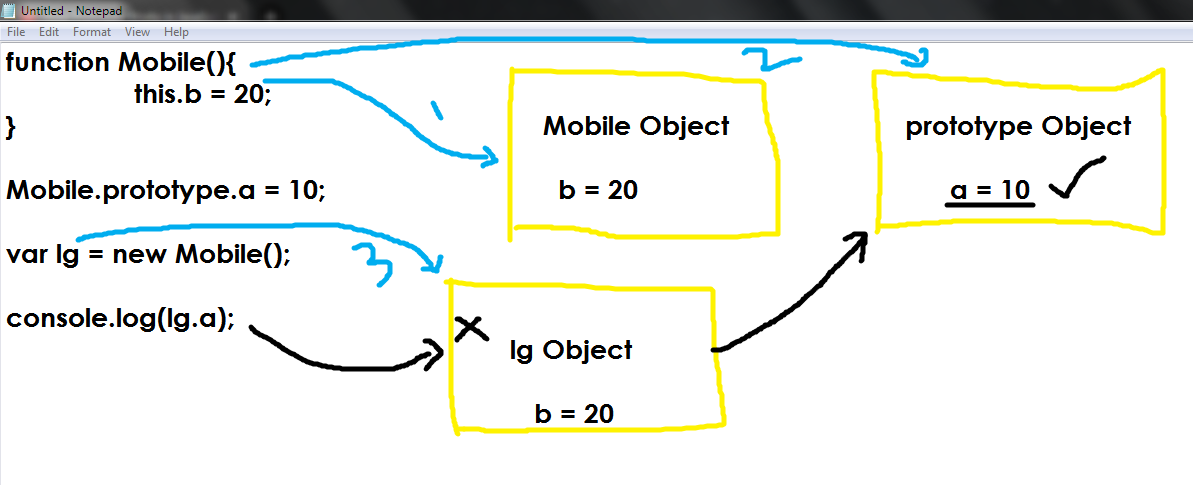 Untitled - Notepad
File Edit Format View Help
function Mobile(){
this.b = 20;
}
Mobile.prototype.a = 10;
var lg = new Mobile();
console.log(lg.a);
1
2
3
Mobile Object
b = 20
prototype Object
a = 10
lg Object
b = 20